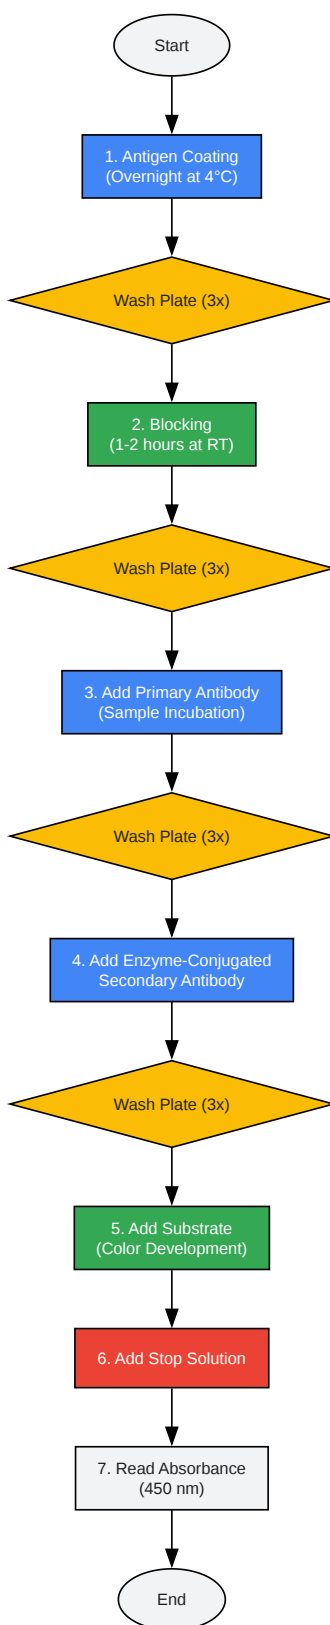 Start
1. Antigen Coating
(Overnight at 4°C)
Wash Plate (3x)
2. Blocking
(1-2 hours at RT)
Wash Plate (3x)
3. Add Primary Antibody
(Sample Incubation)
Wash Plate (3x)
4. Add Enzyme-Conjugated
Secondary Antibody
Wash Plate (3x)
5. Add Substrate
(Color Development)
6. Add Stop Solution
7. Read Absorbance
(450 nm)
End